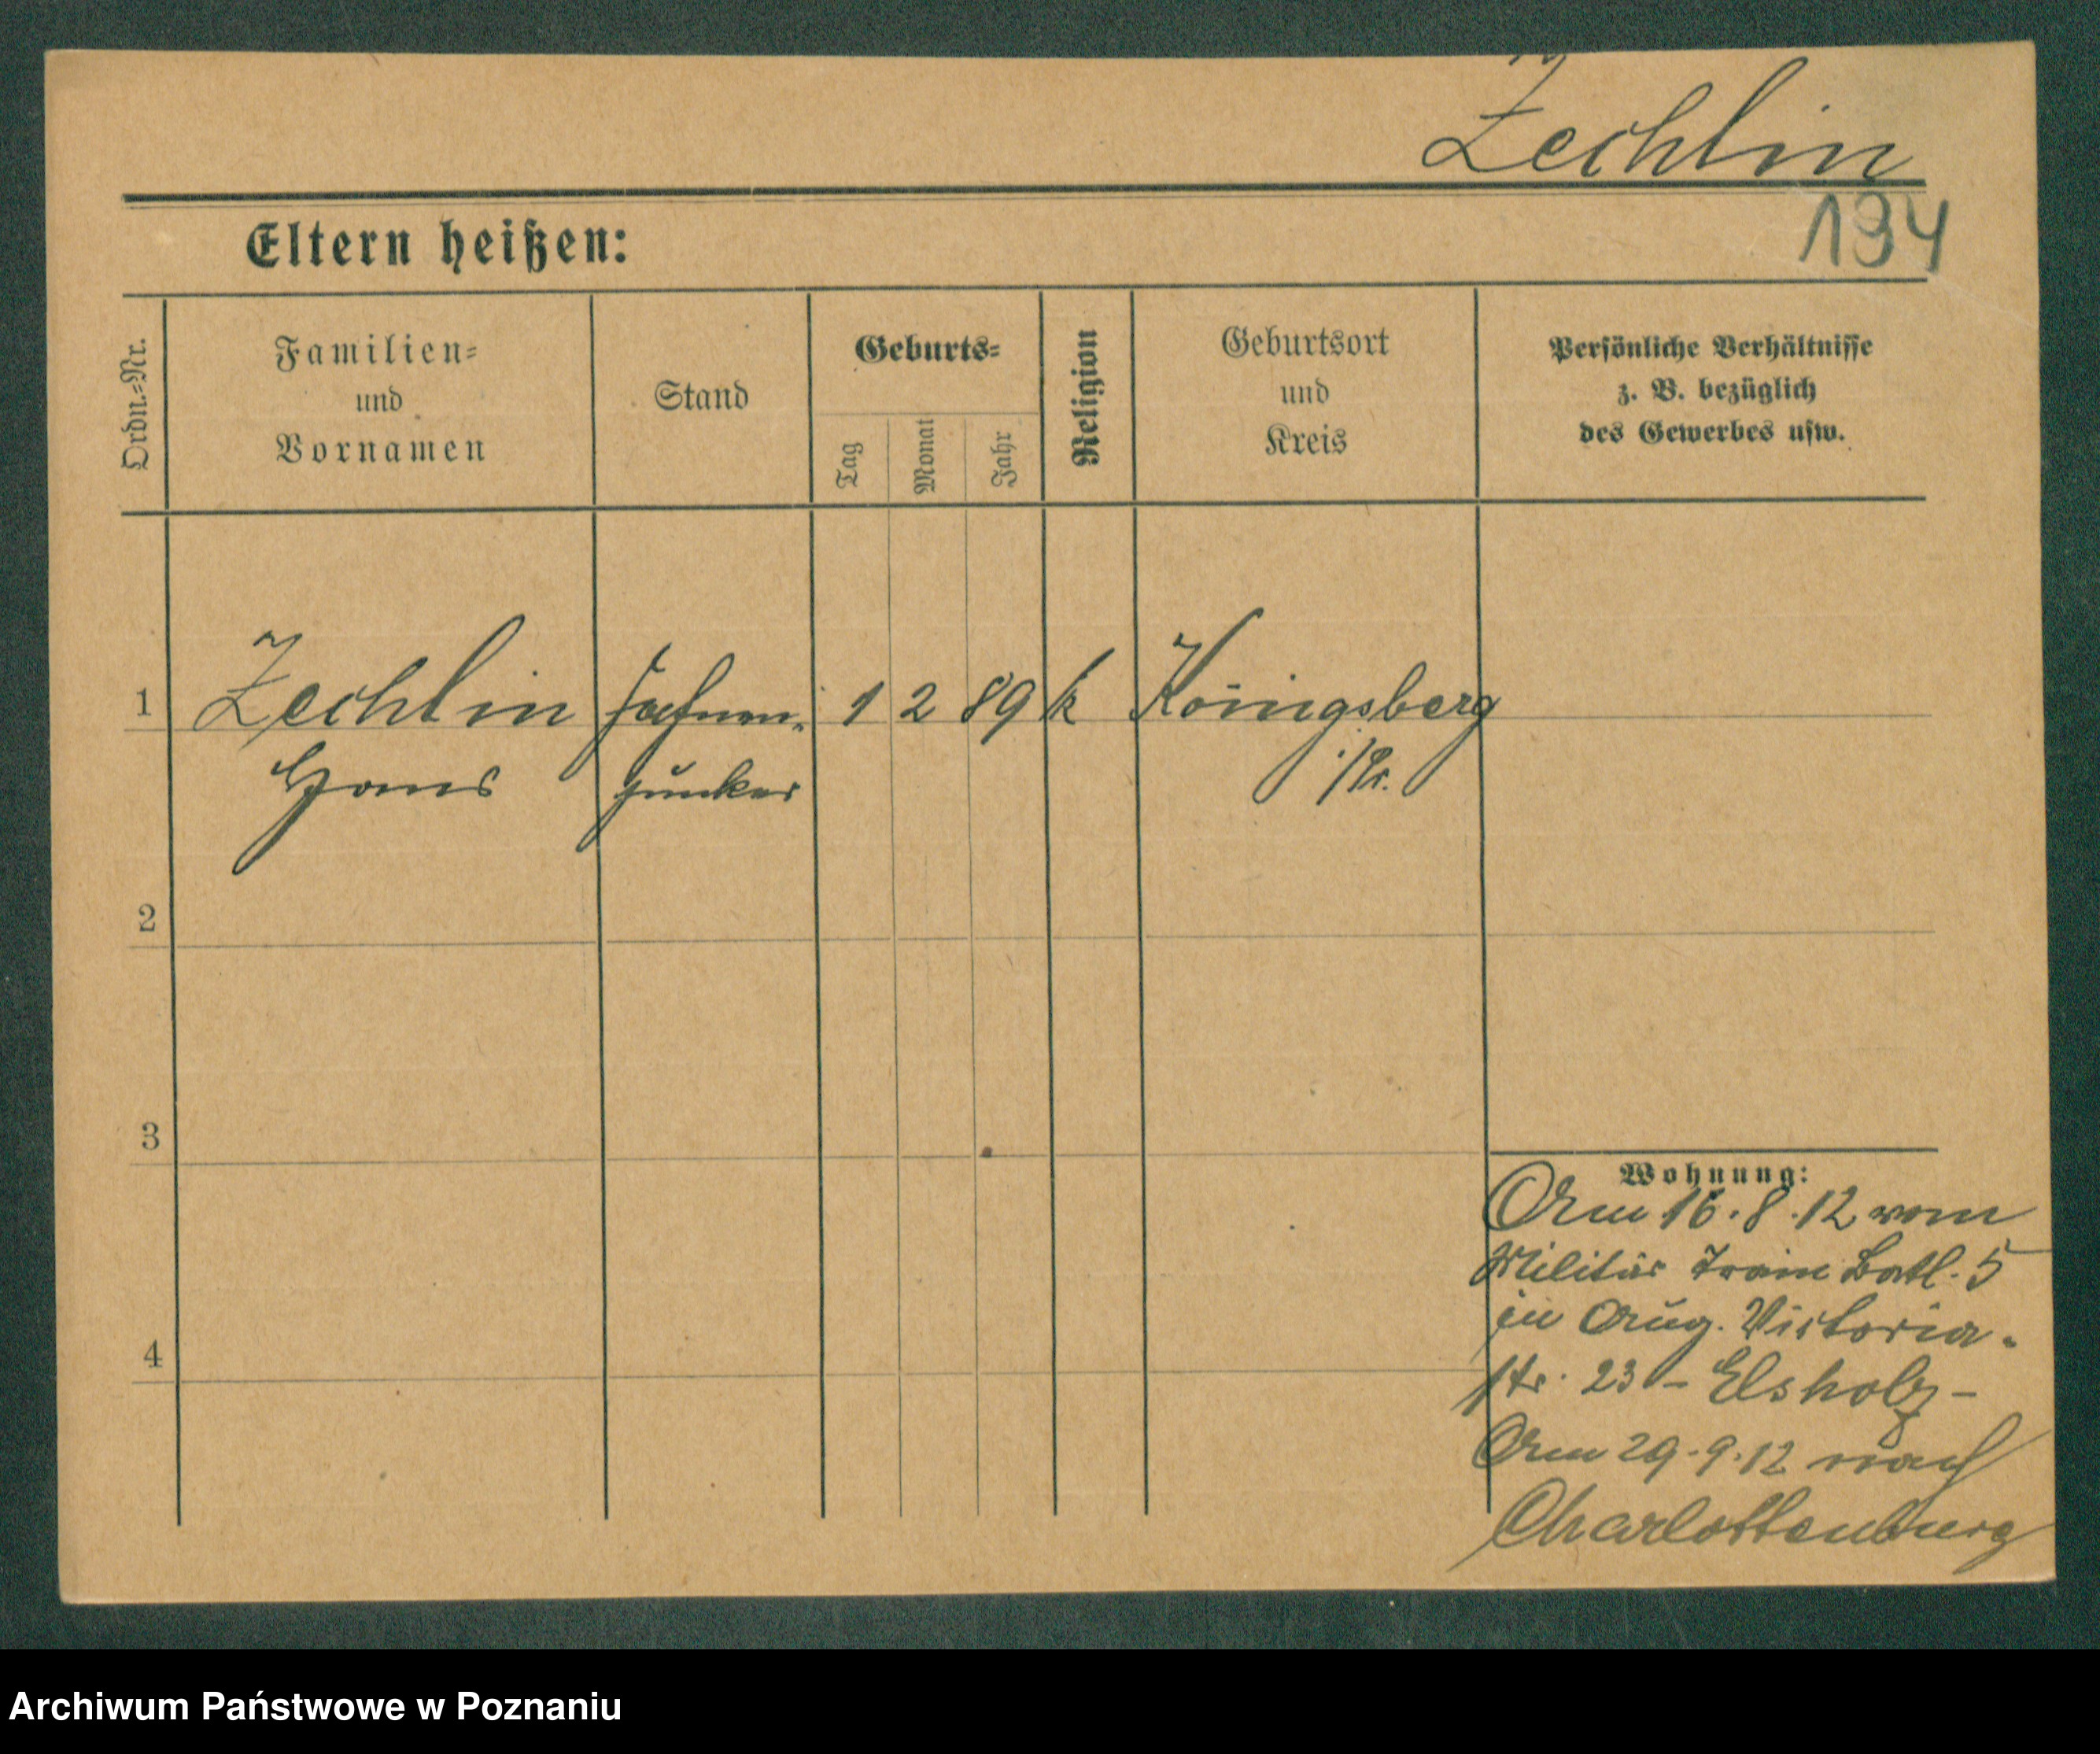 Zechlin
134
Eltern heißen:
Ordn.=Nr.
Familien=
und
Vornamen
Stand
Geburts=
Tag
Monat
Jahr
Religion
Geburtsort
und
Kreis
Persönliche Verhältnisse
z. B. bezüglich
des Gewerbes usw.
1 Zechlin Fahnen- 1 2 89 k Königsberg
Hans junker i/Pr.
2
3
4
Wohnung:
Am 16.8.12 vom
Militär Train Batl. 5
in Aug. Victoria-
str. 23 - Elsholz -
Am 29.9.12 nach
Charlottenburg
Archiwum Państwowe w Poznaniu